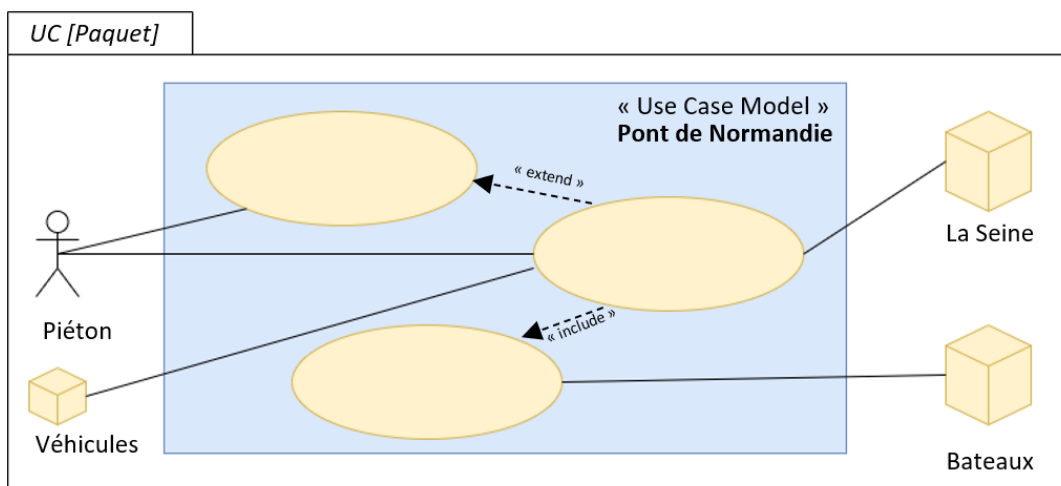 UC [Paquet]
« Use Case Model »
Pont de Normandie
« extend »
La Seine
Piéton
« include »
Véhicules
Bateaux